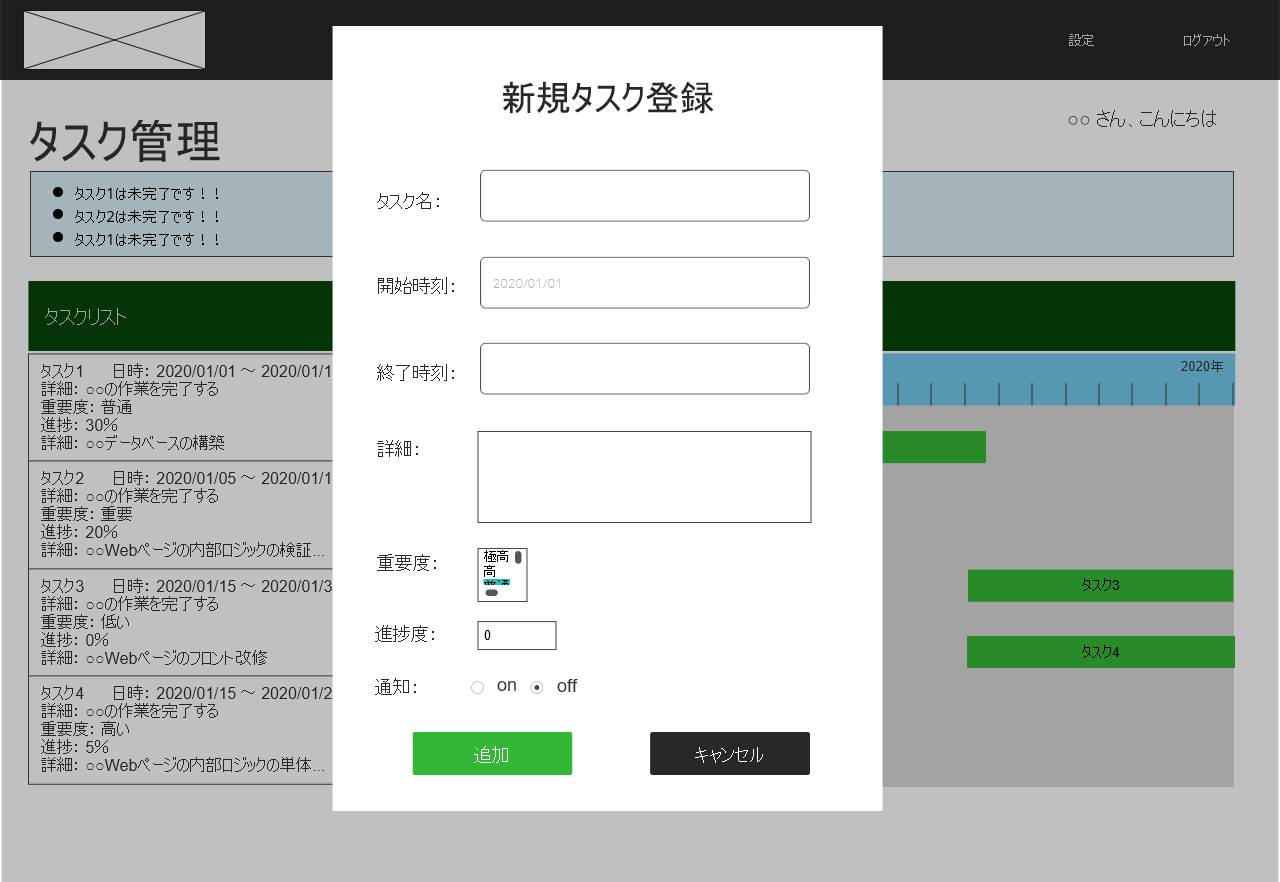 設定
ログアウト
新規タスク登録
○○ さん、こんにちは
タスク管理
タスク1は未完了です！！
タスク2は未完了です！！
タスク1は未完了です！！
タスク名：
開始時刻：
2020/01/01
終了時刻：
詳細：
重要度：
極高
高
普通
進捗度：
0
通知：
on
off
追加
キャンセル
タスクリスト
タスク1 日時：2020/01/01 ～ 2020/01/1
詳細：○○の作業を完了する
重要度：普通
進捗：30%
詳細：○○データベースの構築
タスク2 日時：2020/01/05 ～ 2020/01/1
詳細：○○の作業を完了する
重要度：重要
進捗：20%
詳細：○○Webページの内部ロジックの検証...
タスク3 日時：2020/01/15 ～ 2020/01/3
詳細：○○の作業を完了する
重要度：低い
進捗：0%
詳細：○○Webページのフロント改修
タスク4 日時：2020/01/15 ～ 2020/01/2
詳細：○○の作業を完了する
重要度：高い
進捗：5%
詳細：○○Webページの内部ロジックの単体...
2020年
タスク3
タスク4